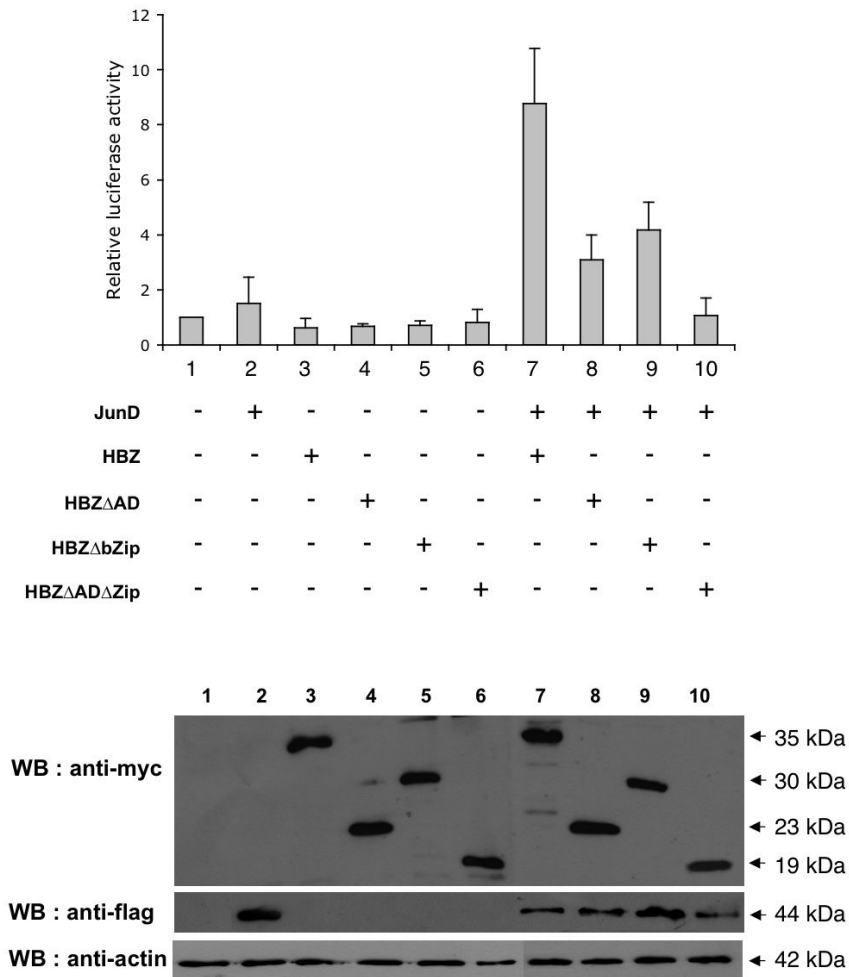 12
10
8
6
4
2
0
Relative luciferase activity
1 2 3 4 5 6 7 8 9 10
JunD - + - - - - + + + +
HBZ - - + - - - + - - -
HBZΔAD - - - + - - - + - -
HBZΔbZip - - - - + - - - + -
HBZΔADΔZip - - - - - + - - - +
1 2 3 4 5 6 7 8 9 10
WB : anti-myc
35 kDa
30 kDa
23 kDa
19 kDa
WB : anti-flag 44 kDa
WB : anti-actin 42 kDa